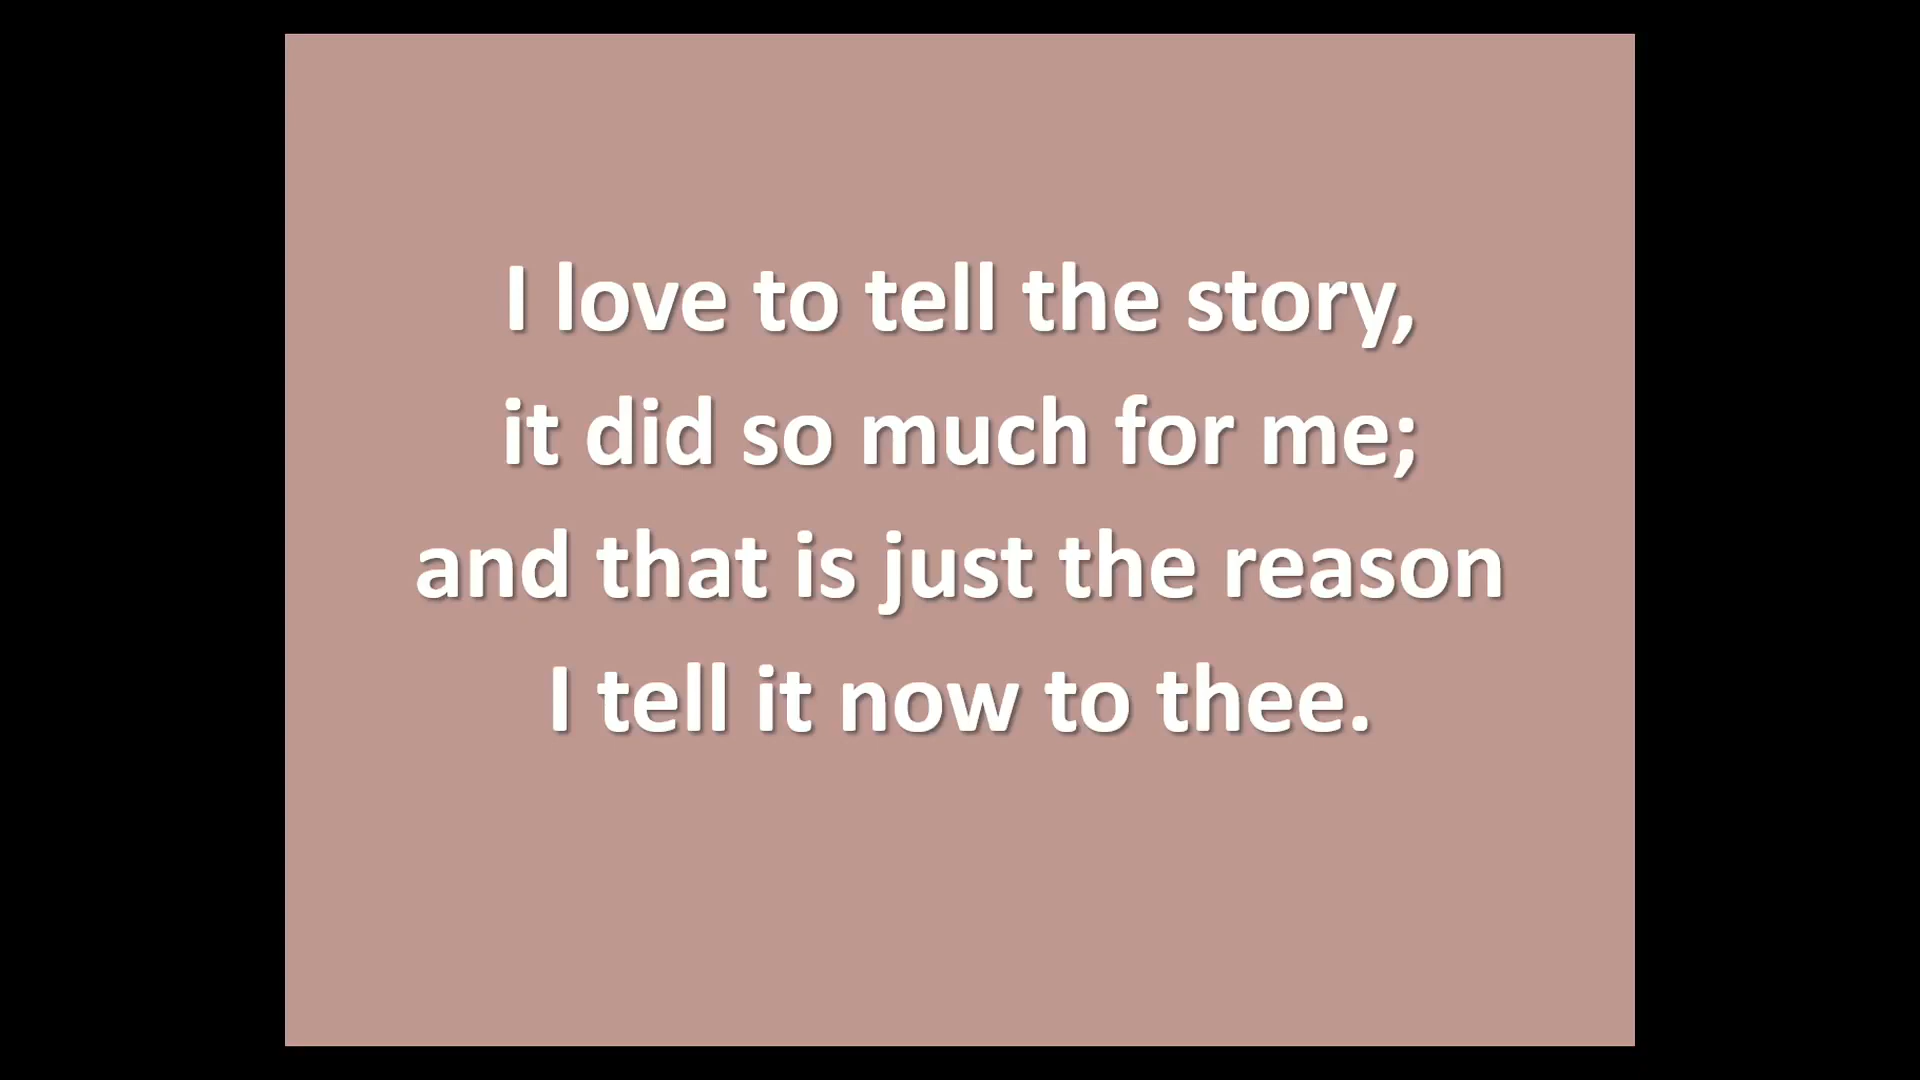 I love to tell the story,
it did so much for me;
and that is just the reason
I tell it now to thee.